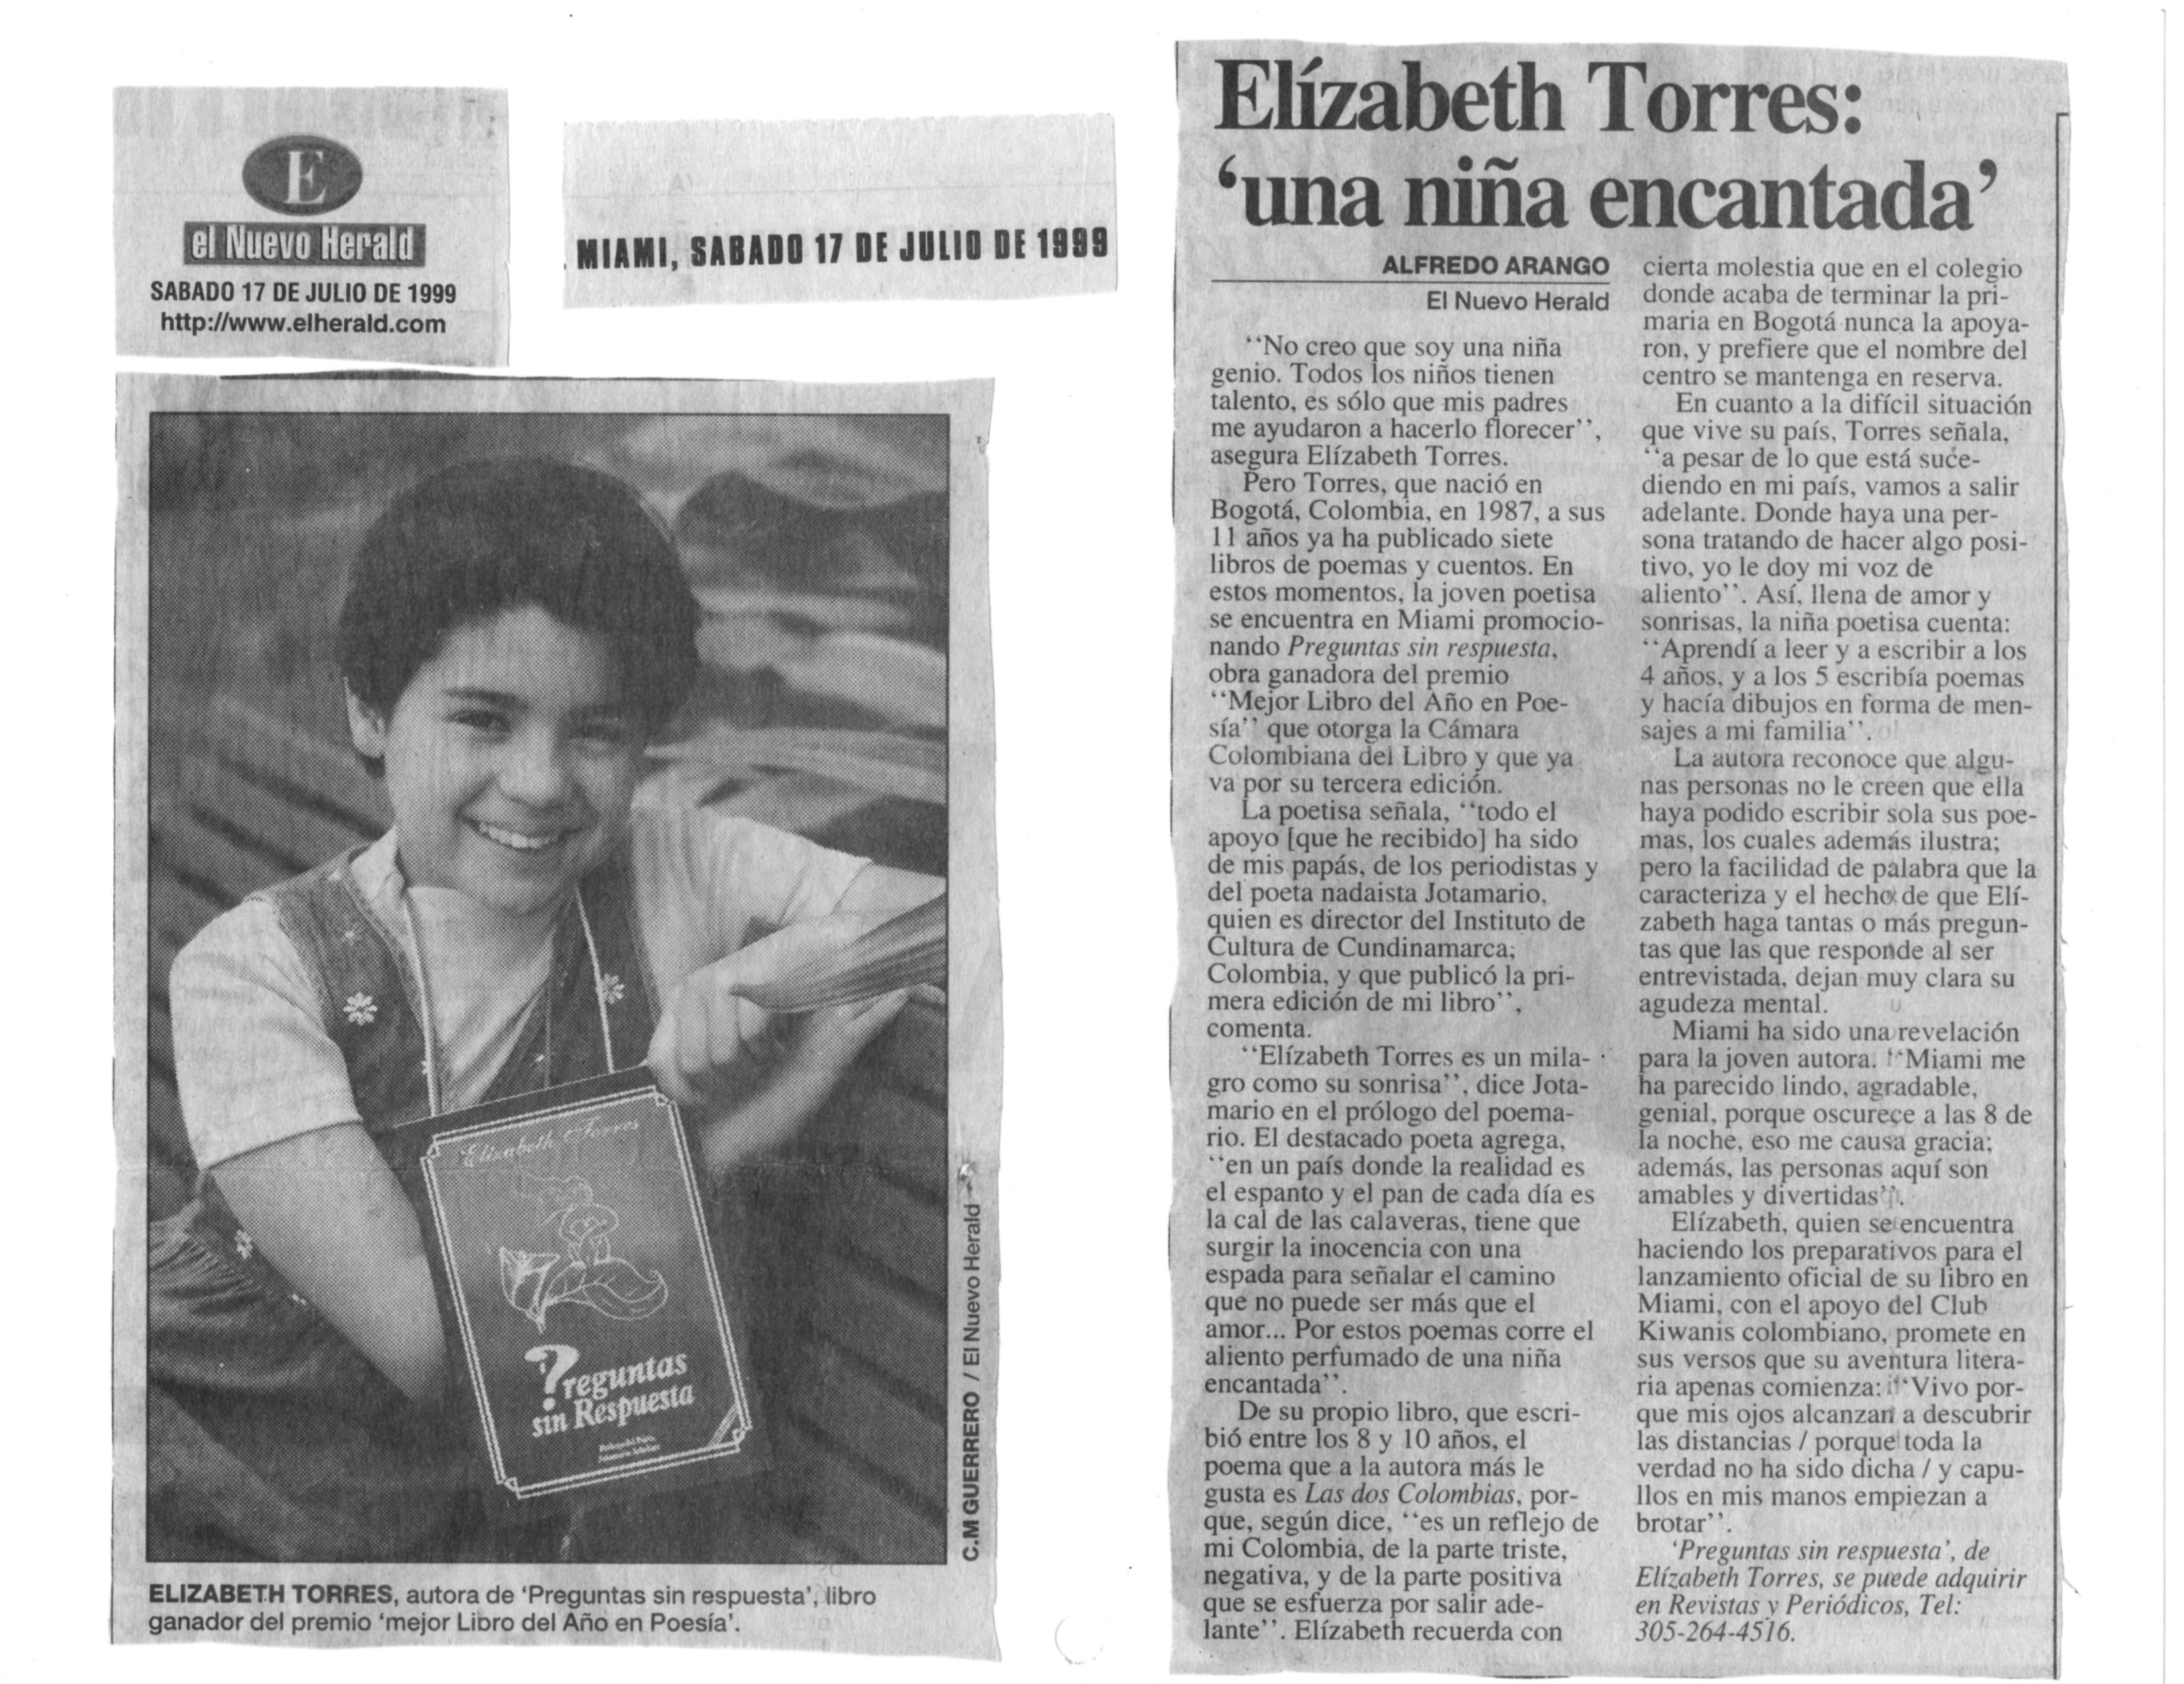 E
el Nuevo Herald
SABADO 17 DE JULIO DE 1999
http://www.elherald.com
MIAMI, SABADO 17 DE JULIO DE 1999
Elizabeth Torres
Preguntas
sin Respuesta
C.M GUERRERO / El Nuevo Herald
ELIZABETH TORRES, autora de ‘Preguntas sin respuesta’, libro
ganador del premio ‘mejor Libro del Año en Poesía’.
Elízabeth Torres:
‘una niña encantada’
ALFREDO ARANGO
El Nuevo Herald
“No creo que soy una niña
genio. Todos los niños tienen
talento, es sólo que mis padres
me ayudaron a hacerlo florecer”,
asegura Elízabeth Torres.
Pero Torres, que nació en
Bogotá, Colombia, en 1987, a sus
11 años ya ha publicado siete
libros de poemas y cuentos. En
estos momentos, la joven poetisa
se encuentra en Miami promocio-
nando Preguntas sin respuesta,
obra ganadora del premio
“Mejor Libro del Año en Poe-
sía” que otorga la Cámara
Colombiana del Libro y que ya
va por su tercera edición.
La poetisa señala, “todo el
apoyo [que he recibido] ha sido
de mis papás, de los periodistas y
del poeta nadaista Jotamario,
quien es director del Instituto de
Cultura de Cundinamarca;
Colombia, y que publicó la pri-
mera edición de mi libro”,
comenta.
“Elízabeth Torres es un mila-
gro como su sonrisa”, dice Jota-
mario en el prólogo del poema-
rio. El destacado poeta agrega,
“en un país donde la realidad es
el espanto y el pan de cada día es
la cal de las calaveras, tiene que
surgir la inocencia con una
espada para señalar el camino
que no puede ser más que el
amor... Por estos poemas corre el
aliento perfumado de una niña
encantada”.
De su propio libro, que escri-
bió entre los 8 y 10 años, el
poema que a la autora más le
gusta es Las dos Colombias, por-
que, según dice, “es un reflejo de
mi Colombia, de la parte triste,
negativa, y de la parte positiva
que se esfuerza por salir ade-
lante”. Elízabeth recuerda con
cierta molestia que en el colegio
donde acaba de terminar la pri-
maria en Bogotá nunca la apoya-
ron, y prefiere que el nombre del
centro se mantenga en reserva.
En cuanto a la difícil situación
que vive su país, Torres señala,
“a pesar de lo que está suce-
diendo en mi país, vamos a salir
adelante. Donde haya una per-
sona tratando de hacer algo posi-
tivo, yo le doy mi voz de
aliento”. Así, llena de amor y
sonrisas, la niña poetisa cuenta:
“Aprendí a leer y a escribir a los
4 años, y a los 5 escribía poemas
y hacía dibujos en forma de men-
sajes a mi familia”.
La autora reconoce que algu-
nas personas no le creen que ella
haya podido escribir sola sus poe-
mas, los cuales además ilustra;
pero la facilidad de palabra que la
caracteriza y el hecho de que Elí-
zabeth haga tantas o más pregun-
tas que las que responde al ser
entrevistada, dejan muy clara su
agudeza mental.
Miami ha sido una revelación
para la joven autora. “Miami me
ha parecido lindo, agradable,
genial, porque oscurece a las 8 de
la noche, eso me causa gracia;
además, las personas aquí son
amables y divertidas”.
Elízabeth, quien se encuentra
haciendo los preparativos para el
lanzamiento oficial de su libro en
Miami, con el apoyo del Club
Kiwanis colombiano, promete en
sus versos que su aventura litera-
ria apenas comienza: “Vivo por-
que mis ojos alcanzan a descubrir
las distancias / porque toda la
verdad no ha sido dicha / y capu-
llos en mis manos empiezan a
brotar”.
‘Preguntas sin respuesta’, de
Elízabeth Torres, se puede adquirir
en Revistas y Periódicos, Tel:
305-264-4516.